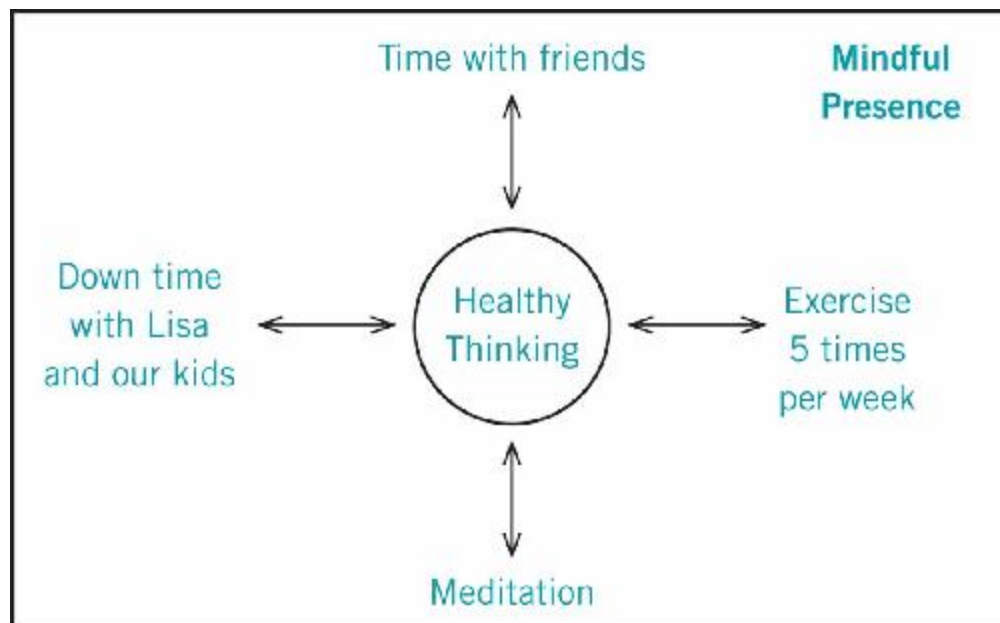 Time with friends
Mindful
Presence
Down time
with Lisa
and our kids
Healthy
Thinking
Exercise
5 times
per week
Meditation